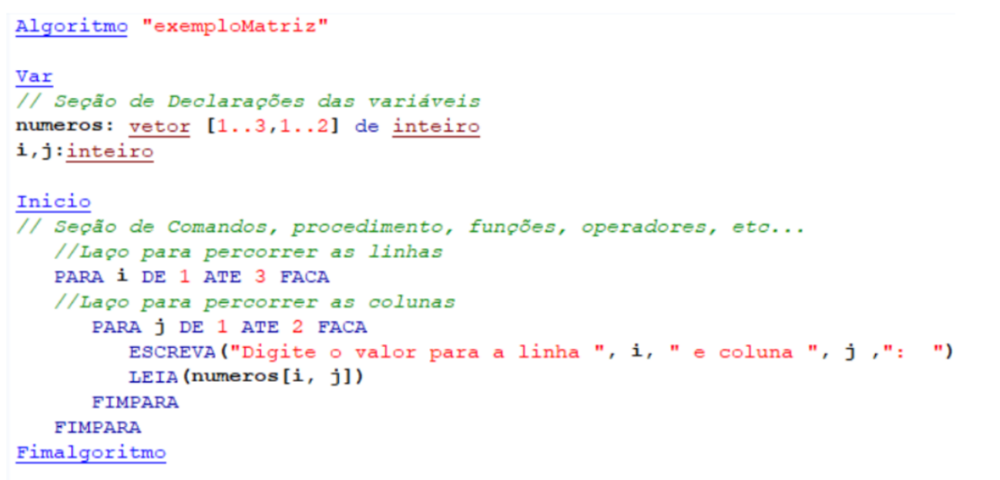 Algoritmo "exemploMatriz"
Var
// Seção de Declarações das variáveis
numeros: vetor [1..3,1..2] de inteiro
i,j:inteiro
Inicio
// Seção de Comandos, procedimento, funções, operadores, etc...
//Laço para percorrer as linhas
PARA i DE 1 ATE 3 FACA
//Laço para percorrer as colunas
PARA j DE 1 ATE 2 FACA
ESCREVA("Digite o valor para a linha ", i, " e coluna ", j ,":  ")
LEIA(numeros[i, j])
FIMPARA
FIMPARA
Fimalgoritmo